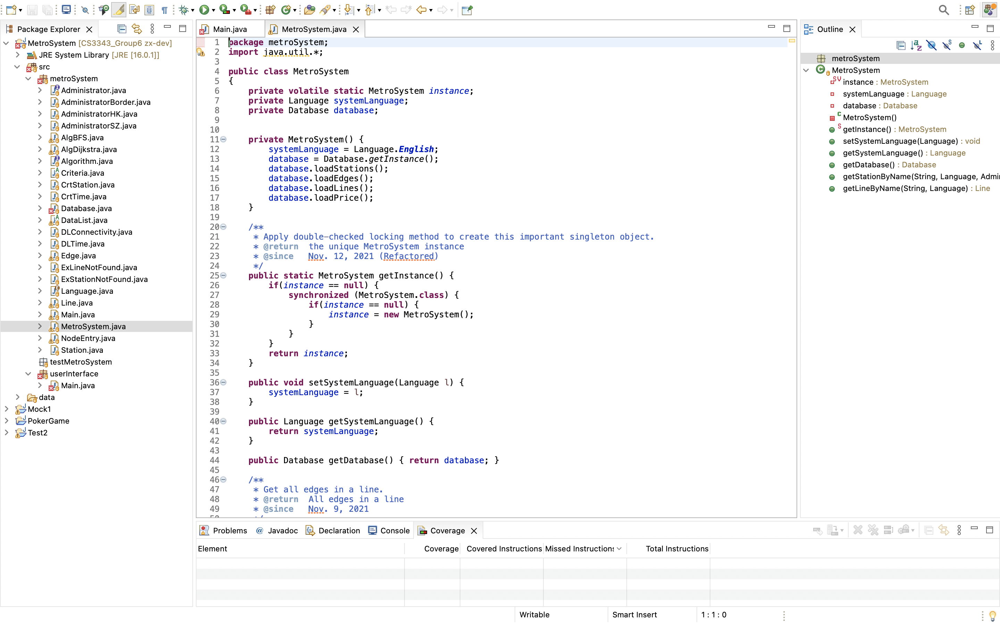 Package Explorer
MetroSystem [CS3343_Group6 zx-dev]
JRE System Library [JRE [16.0.1]]
src
metroSystem
Administrator.java
AdministratorBorder.java
AdministratorHK.java
AdministratorSZ.java
AlgBFS.java
AlgDijkstra.java
Algorithm.java
Criteria.java
CrtStation.java
CrtTime.java
Database.java
DataList.java
DLConnectivity.java
DLTime.java
Edge.java
ExLineNotFound.java
ExStationNotFound.java
Language.java
Line.java
Main.java
MetroSystem.java
NodeEntry.java
Station.java
testMetroSystem
userInterface
Main.java
data
Mock1
PokerGame
Test2
Main.java MetroSystem.java
1 package metroSystem;
2 import java.util.*;
3
4 public class MetroSystem
5 {
6 private volatile static MetroSystem instance;
7 private Language systemLanguage;
8 private Database database;
9
10
11 private MetroSystem() {
12 systemLanguage = Language.English;
13 database = Database.getInstance();
14 database.loadStations();
15 database.loadEdges();
16 database.loadLines();
17 database.loadPrice();
18 }
19
20 /**
21 * Apply double-checked locking method to create this important singleton object.
22 * @return the unique MetroSystem instance
23 * @since Nov. 12, 2021 (Refactored)
24 */
25 public static MetroSystem getInstance() {
26 if(instance == null) {
27 synchronized (MetroSystem.class) {
28 if(instance == null) {
29 instance = new MetroSystem();
30 }
31 }
32 }
33 return instance;
34 }
35
36 public void setSystemLanguage(Language l) {
37 systemLanguage = l;
38 }
39
40 public Language getSystemLanguage() {
41 return systemLanguage;
42 }
43
44 public Database getDatabase() { return database; }
45
46 /**
47 * Get all edges in a line.
48 * @return All edges in a line
49 * @since Nov. 9, 2021
Outline
metroSystem
MetroSystem
instance : MetroSystem
systemLanguage : Language
database : Database
MetroSystem()
getInstance() : MetroSystem
setSystemLanguage(Language) : void
getSystemLanguage() : Language
getDatabase() : Database
getStationByName(String, Language, Admi
getLineByName(String, Language) : Line
Problems @ Javadoc Declaration Console Coverage
Element Coverage Covered Instructions Missed Instructions Total Instructions
Writable Smart Insert 1 : 1 : 0